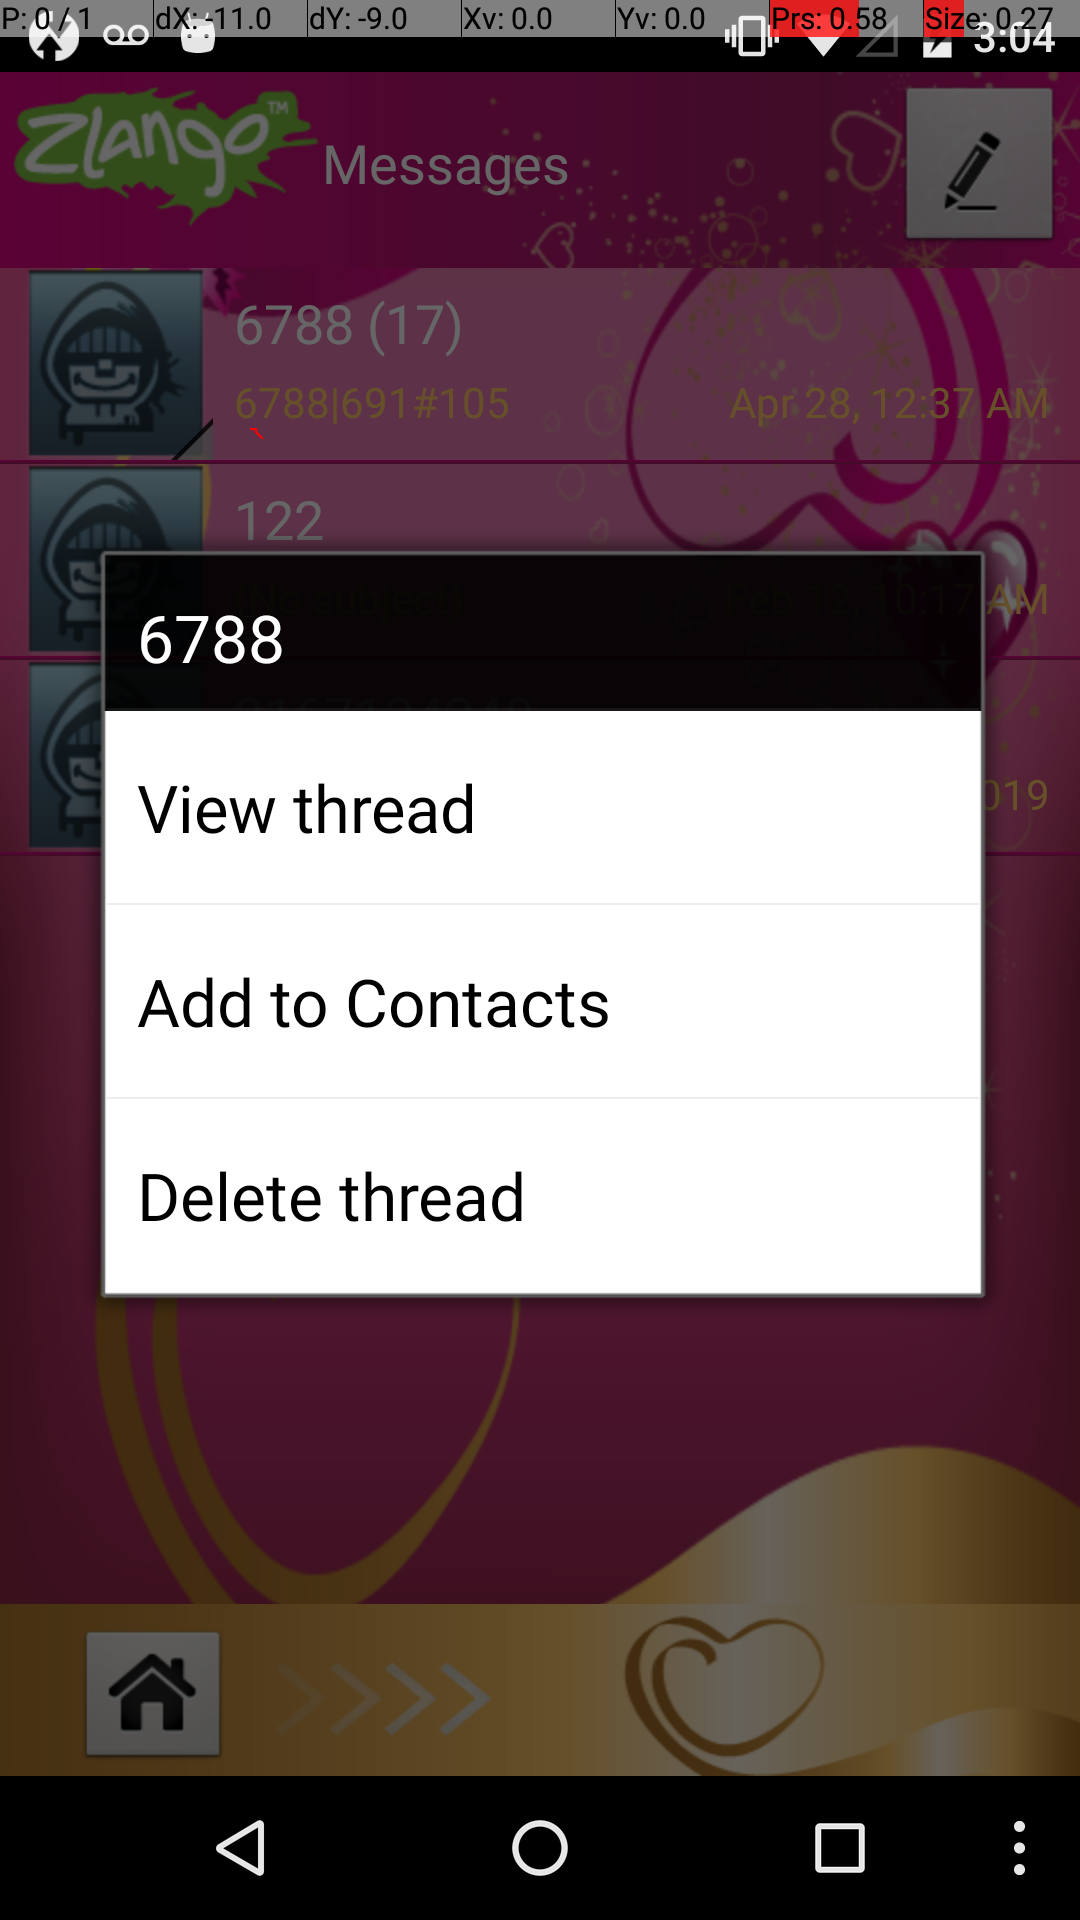 P: 0 / 1 dX: -11.0 dY: -9.0 Xv: 0.0 Yv: 0.0 Prs: 0.58 Size: 0.27
3:04
Zlango™
Messages
6788 (17)
6788|691#105 Apr 28, 12:37 AM
122
(No subject) Feb 12, 10:17 AM
6788
019
View thread
Add to Contacts
Delete thread